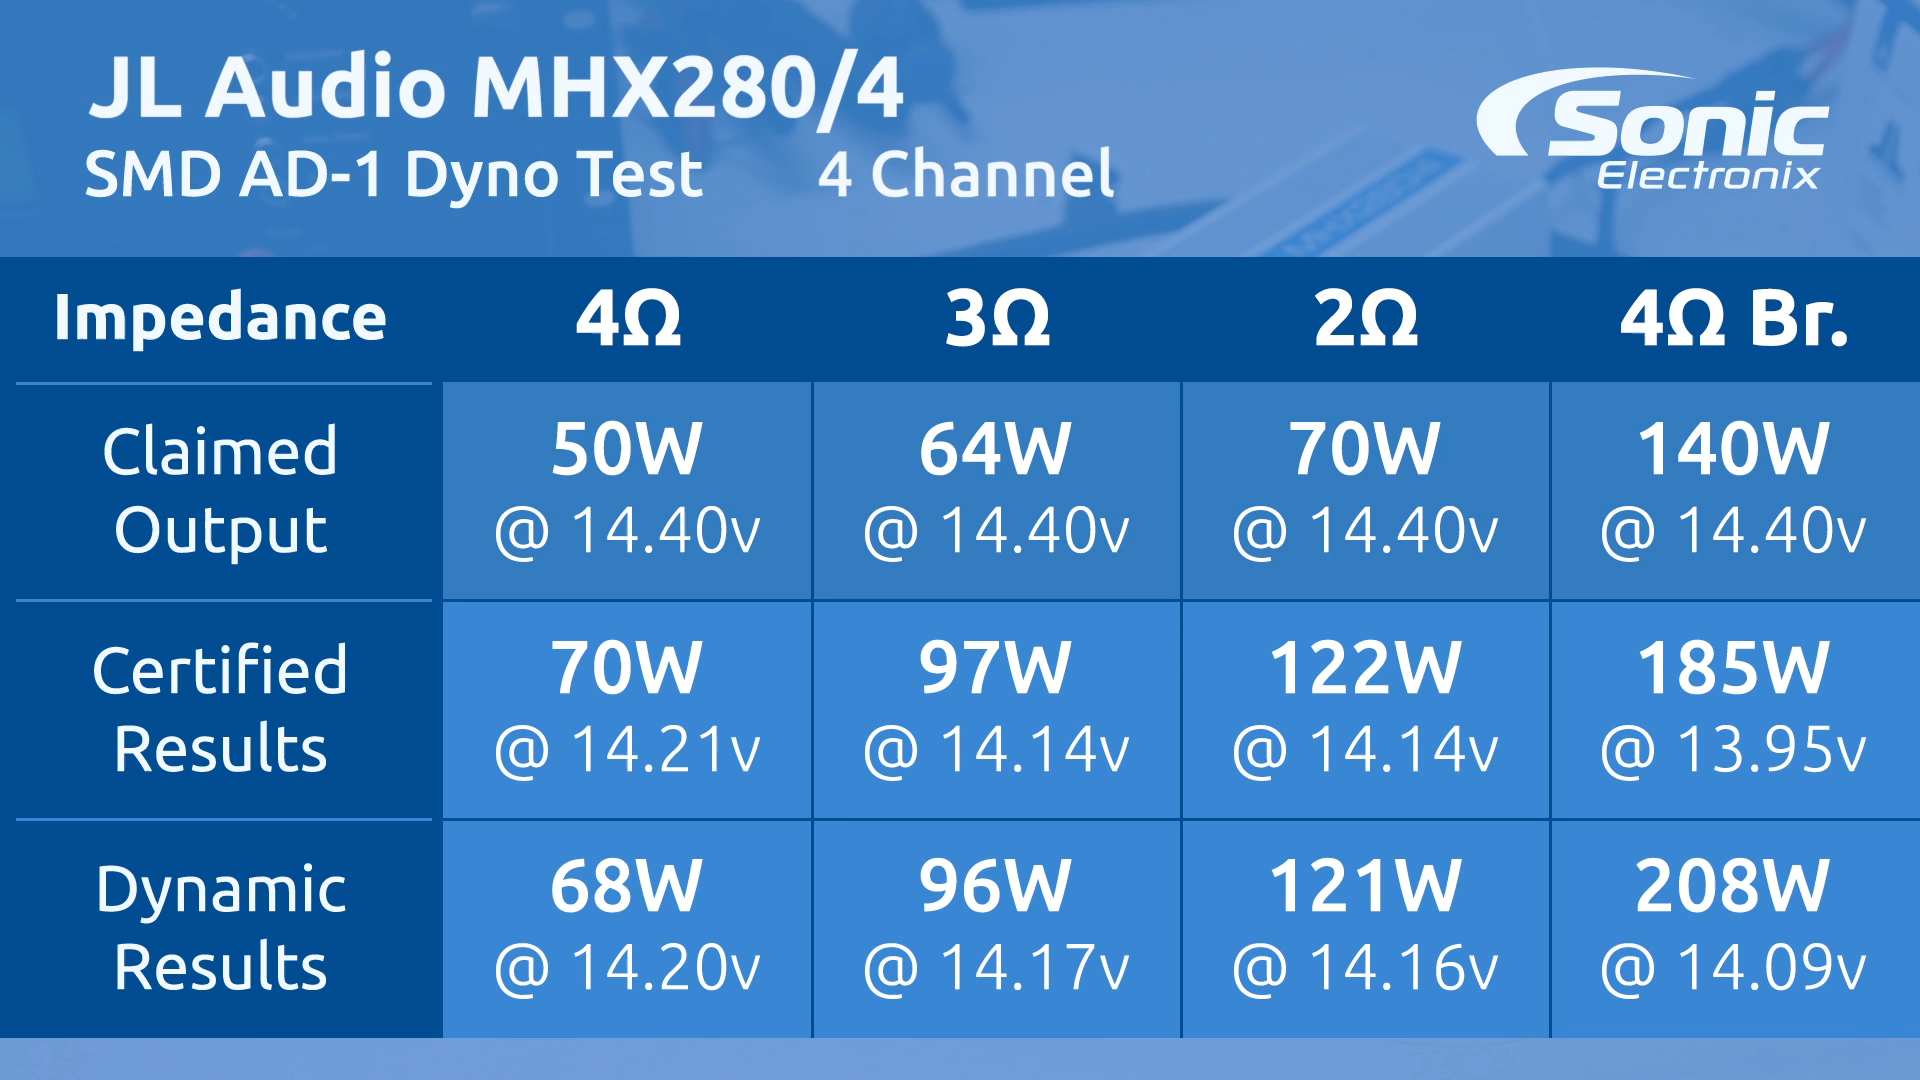 JL Audio MHX280/4
SMD AD-1 Dyno Test 4 Channel
Sonic
Electronix
Impedance 4Ω 3Ω 2Ω 4Ω Br.
Claimed Output 50W @ 14.40v 64W @ 14.40v 70W @ 14.40v 140W @ 14.40v
Certified Results 70W @ 14.21v 97W @ 14.14v 122W @ 14.14v 185W @ 13.95v
Dynamic Results 68W @ 14.20v 96W @ 14.17v 121W @ 14.16v 208W @ 14.09v